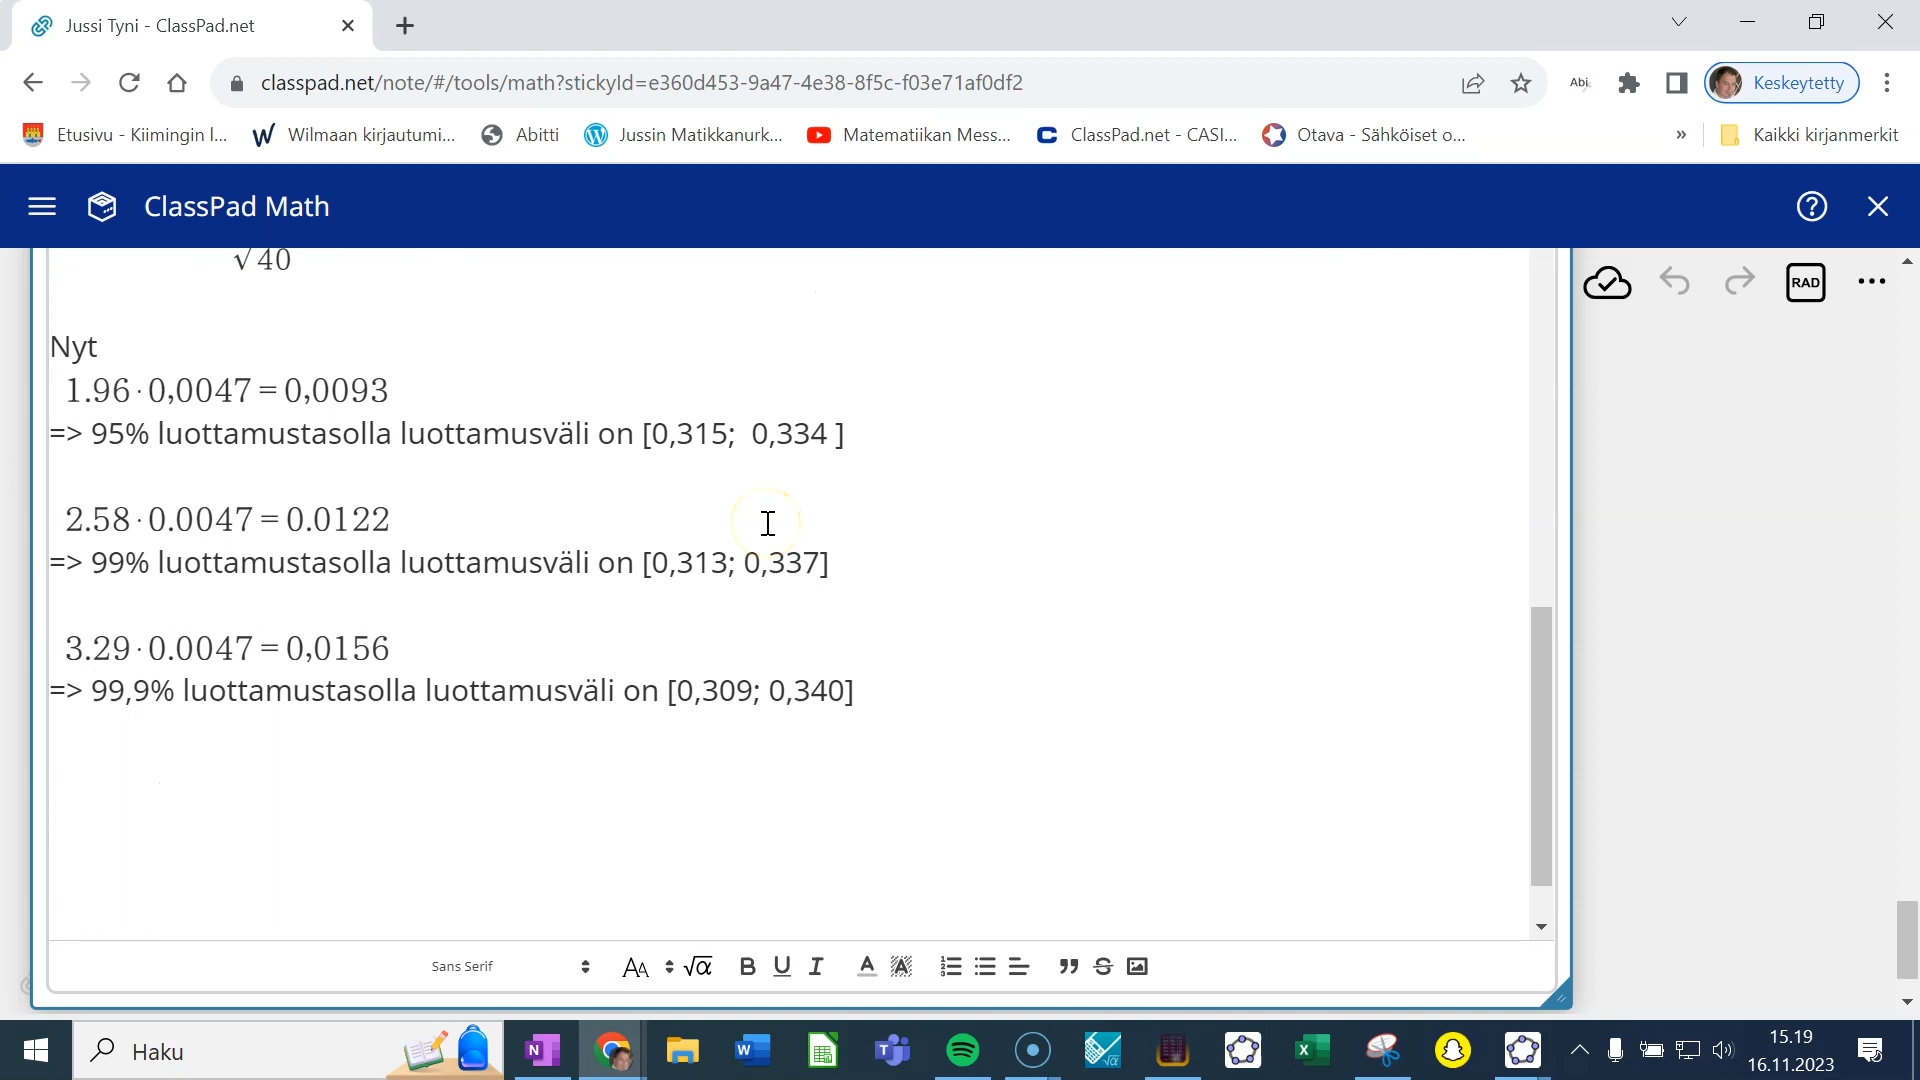 Jussi Tyni - ClassPad.net
classpad.net/note/#/tools/math?stickyId=e360d453-9a47-4e38-8f5c-f03e71af0df2
Abi
Keskeytetty
Etusivu - Kiimingin l...
Wilmaan kirjautumi...
Abitti
Jussin Matikkanurk...
Matematiikan Mess...
ClassPad.net - CASI...
Otava - Sähköiset o...
»
Kaikki kirjanmerkit
ClassPad Math
√40
RAD
Nyt
1.96·0,0047=0,0093
=> 95% luottamustasolla luottamusväli on [0,315; 0,334 ]
2.58·0.0047=0.0122
=> 99% luottamustasolla luottamusväli on [0,313; 0,337]
3.29·0.0047=0,0156
=> 99,9% luottamustasolla luottamusväli on [0,309; 0,340]
Sans Serif
Haku
15.19
16.11.2023